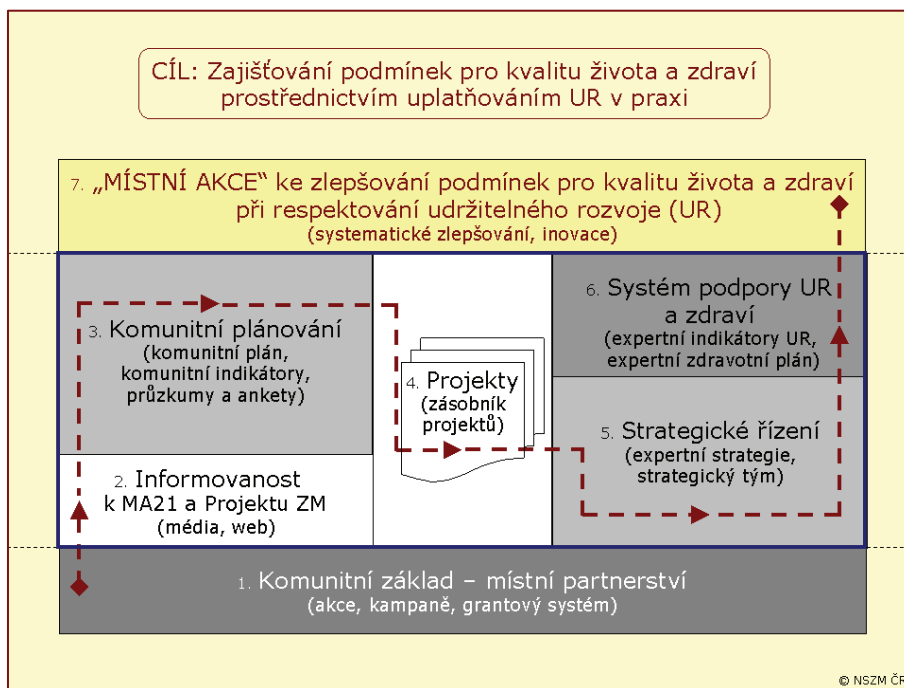 CÍL: Zajišťování podmínek pro kvalitu života a zdraví
prostřednictvím uplatňováním UR v praxi
7. „MÍSTNÍ AKCE" ke zlepšování podmínek pro kvalitu života a zdraví
při respektování udržitelného rozvoje (UR)
(systematické zlepšování, inovace)
3. Komunitní plánování
(komunitní plán,
komunitní indikátory,
průzkumy a ankety)
2. Informovanost
k MA21 a Projektu ZM
(média, web)
4. Projekty
(zásobník
projektů)
6. Systém podpory UR
a zdraví
(expertní indikátory UR,
expertní zdravotní plán)
5. Strategické řízení
(expertní strategie,
strategický tým)
1. Komunitní základ – místní partnerství
(akce, kampaně, grantový systém)
© NSZM ČR